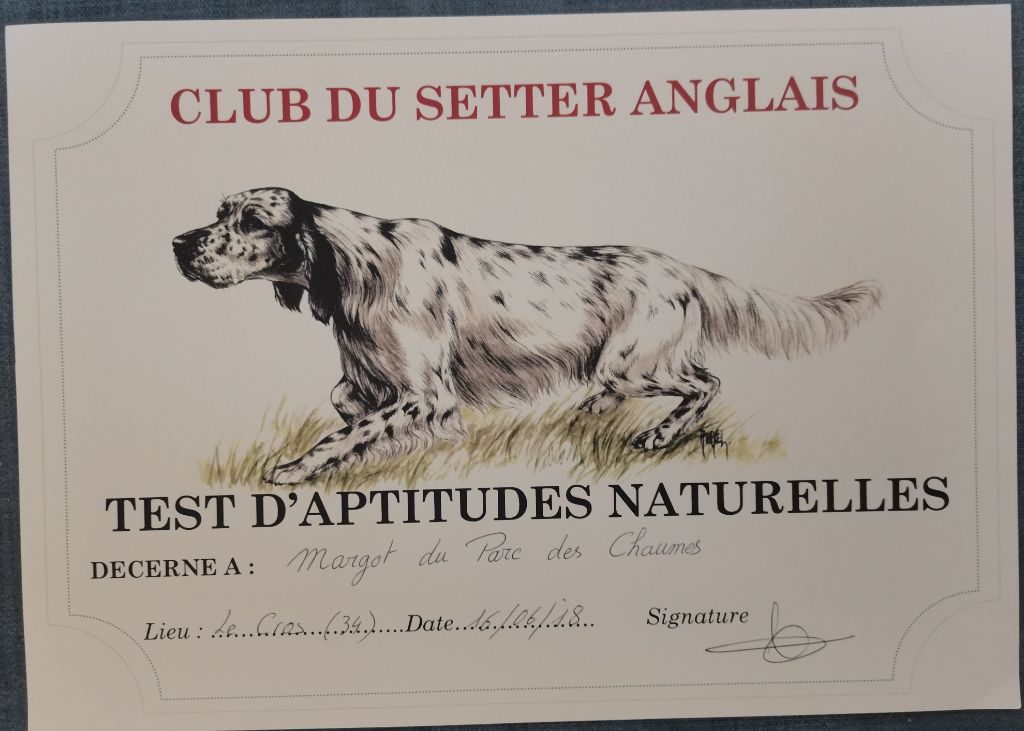 CLUB DU SETTER ANGLAIS
TEST D'APTITUDES NATURELLES
DECERNE A : Margot du Parc des Chaumes
Lieu : Le Cros (34) Date 16/06/18 Signature